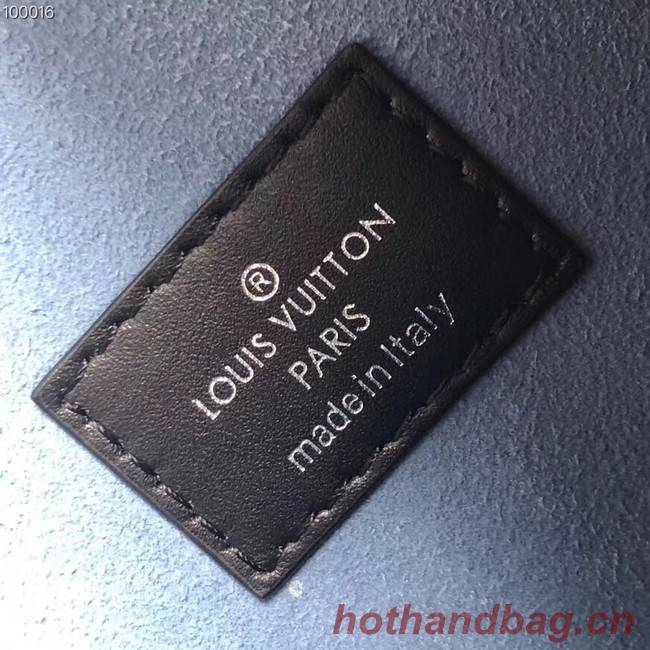 100016
®
LOUIS VUITTON
PARIS
made in Italy
hothandbag.cn